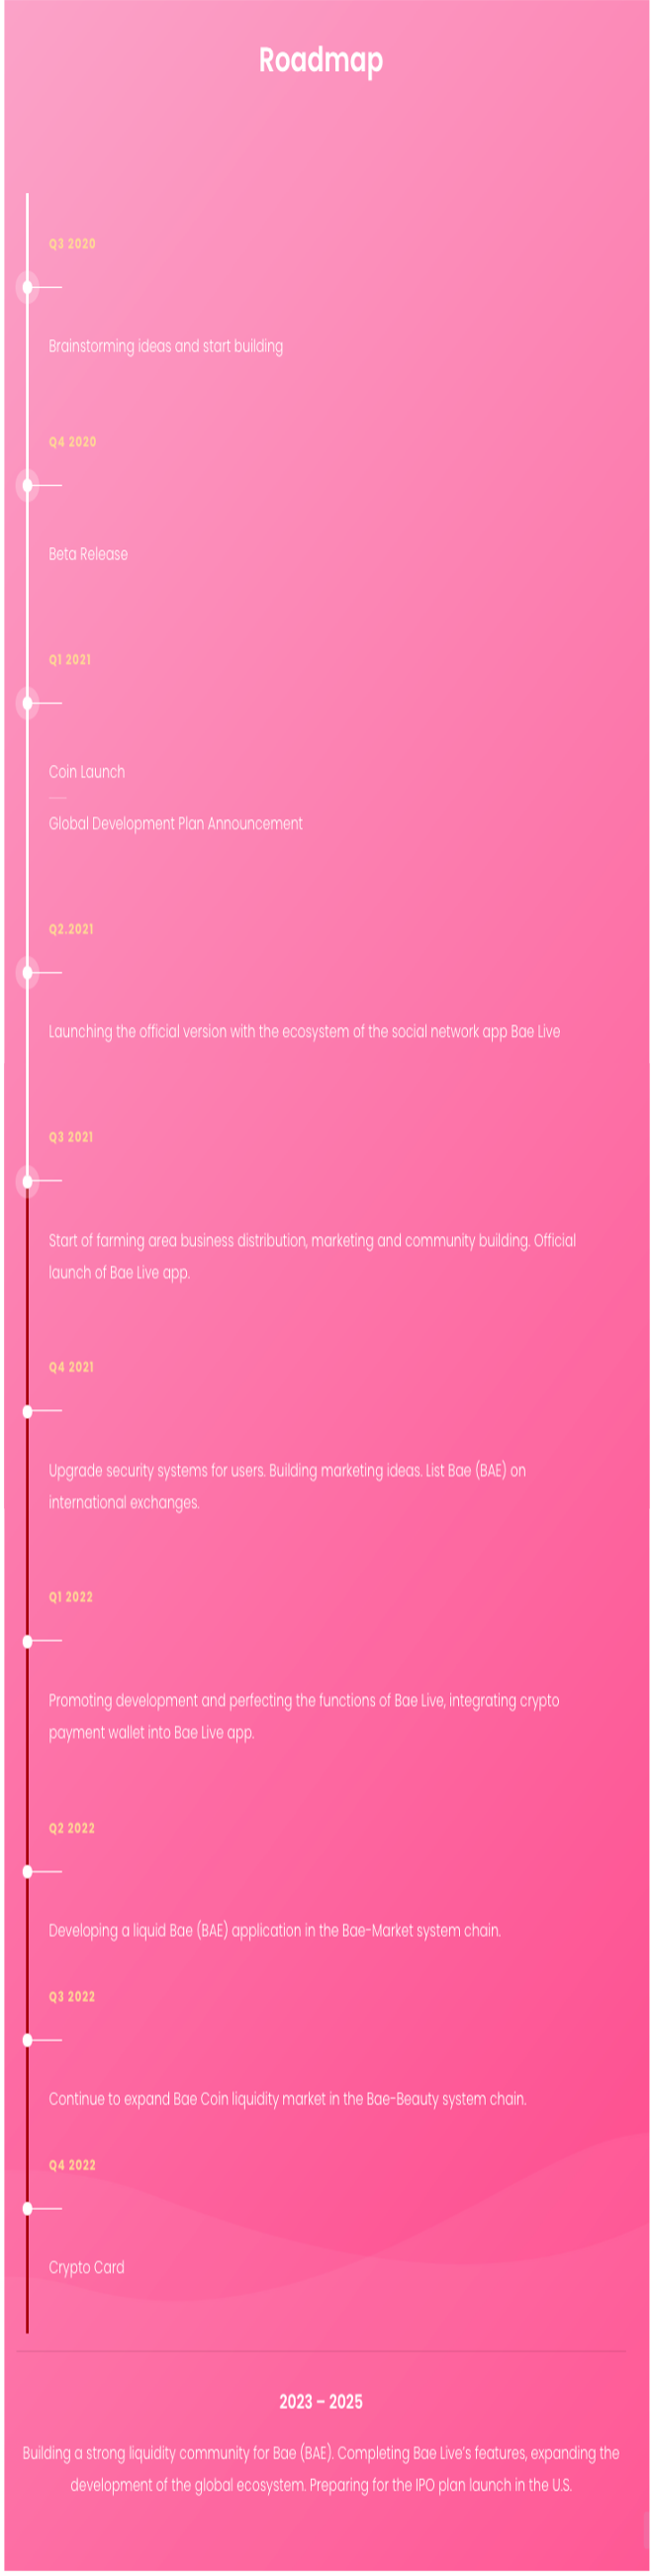 Roadmap
Q3 2020
Brainstorming ideas and start building
Q4 2020
Beta Release
Q1 2021
Coin Launch
Global Development Plan Announcement
Q2.2021
Launching the official version with the ecosystem of the social network app Bae Live
Q3 2021
Start of farming area business distribution, marketing and community building. Official
launch of Bae Live app.
Q4 2021
Upgrade security systems for users. Building marketing ideas. List Bae (BAE) on
international exchanges.
Q1 2022
Promoting development and perfecting the functions of Bae Live, integrating crypto
payment wallet into Bae Live app.
Q2 2022
Developing a liquid Bae (BAE) application in the Bae-Market system chain.
Q3 2022
Continue to expand Bae Coin liquidity market in the Bae-Beauty system chain.
Q4 2022
Crypto Card
2023 – 2025
Building a strong liquidity community for Bae (BAE). Completing Bae Live's features, expanding the
development of the global ecosystem. Preparing for the IPO plan launch in the U.S.